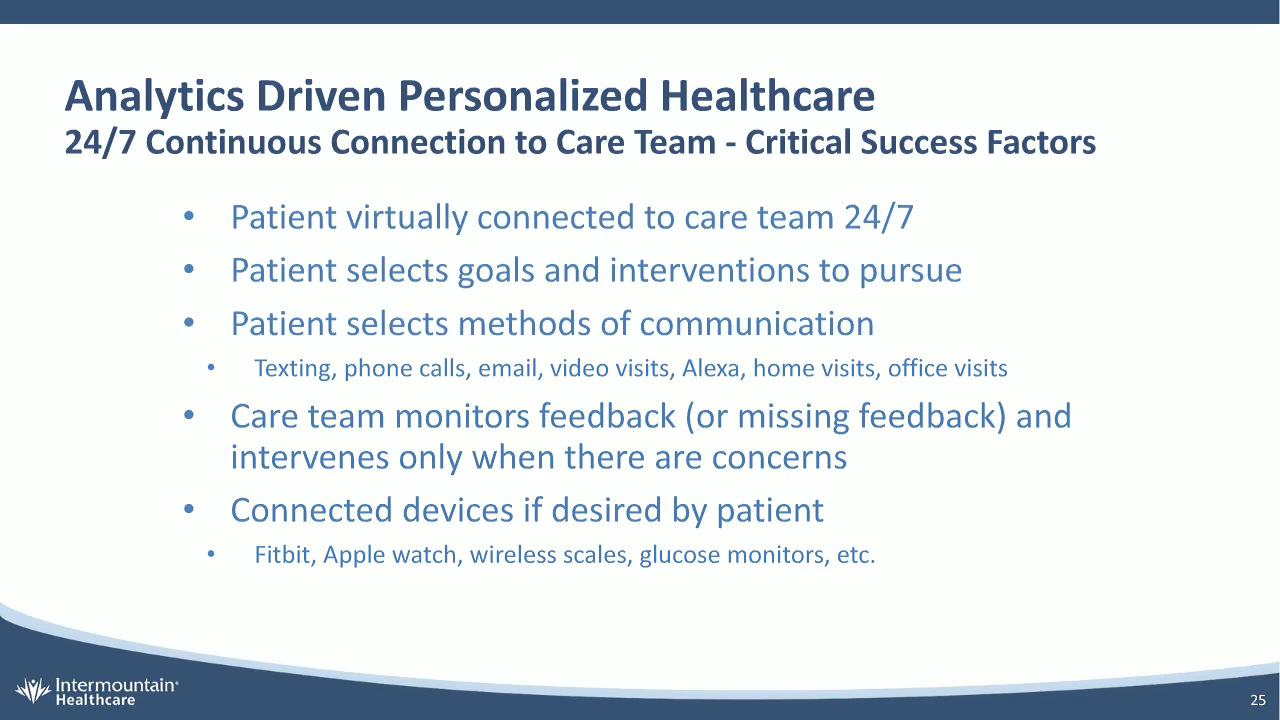 Analytics Driven Personalized Healthcare
24/7 Continuous Connection to Care Team - Critical Success Factors
• Patient virtually connected to care team 24/7
• Patient selects goals and interventions to pursue
• Patient selects methods of communication
• Texting, phone calls, email, video visits, Alexa, home visits, office visits
• Care team monitors feedback (or missing feedback) and
intervenes only when there are concerns
• Connected devices if desired by patient
• Fitbit, Apple watch, wireless scales, glucose monitors, etc.
Intermountain®
Healthcare
25